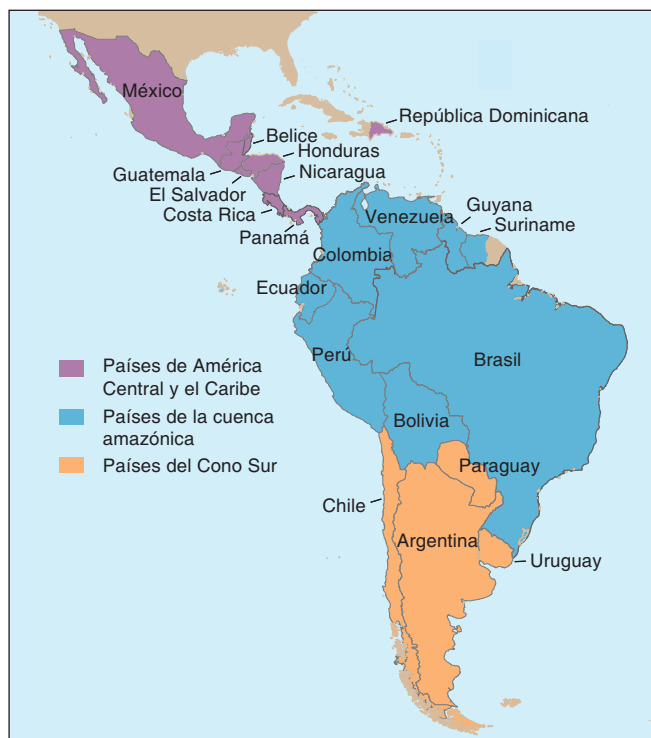 México
República Dominicana
Belice
Honduras
Guatemala
Nicaragua
El Salvador
Costa Rica
Panamá
Venezuela
Guyana
Suriname
Colombia
Ecuador
Perú
Brasil
Países de América
Central y el Caribe
Países de la cuenca
amazónica
Países del Cono Sur
Bolivia
Paraguay
Chile
Argentina
Uruguay